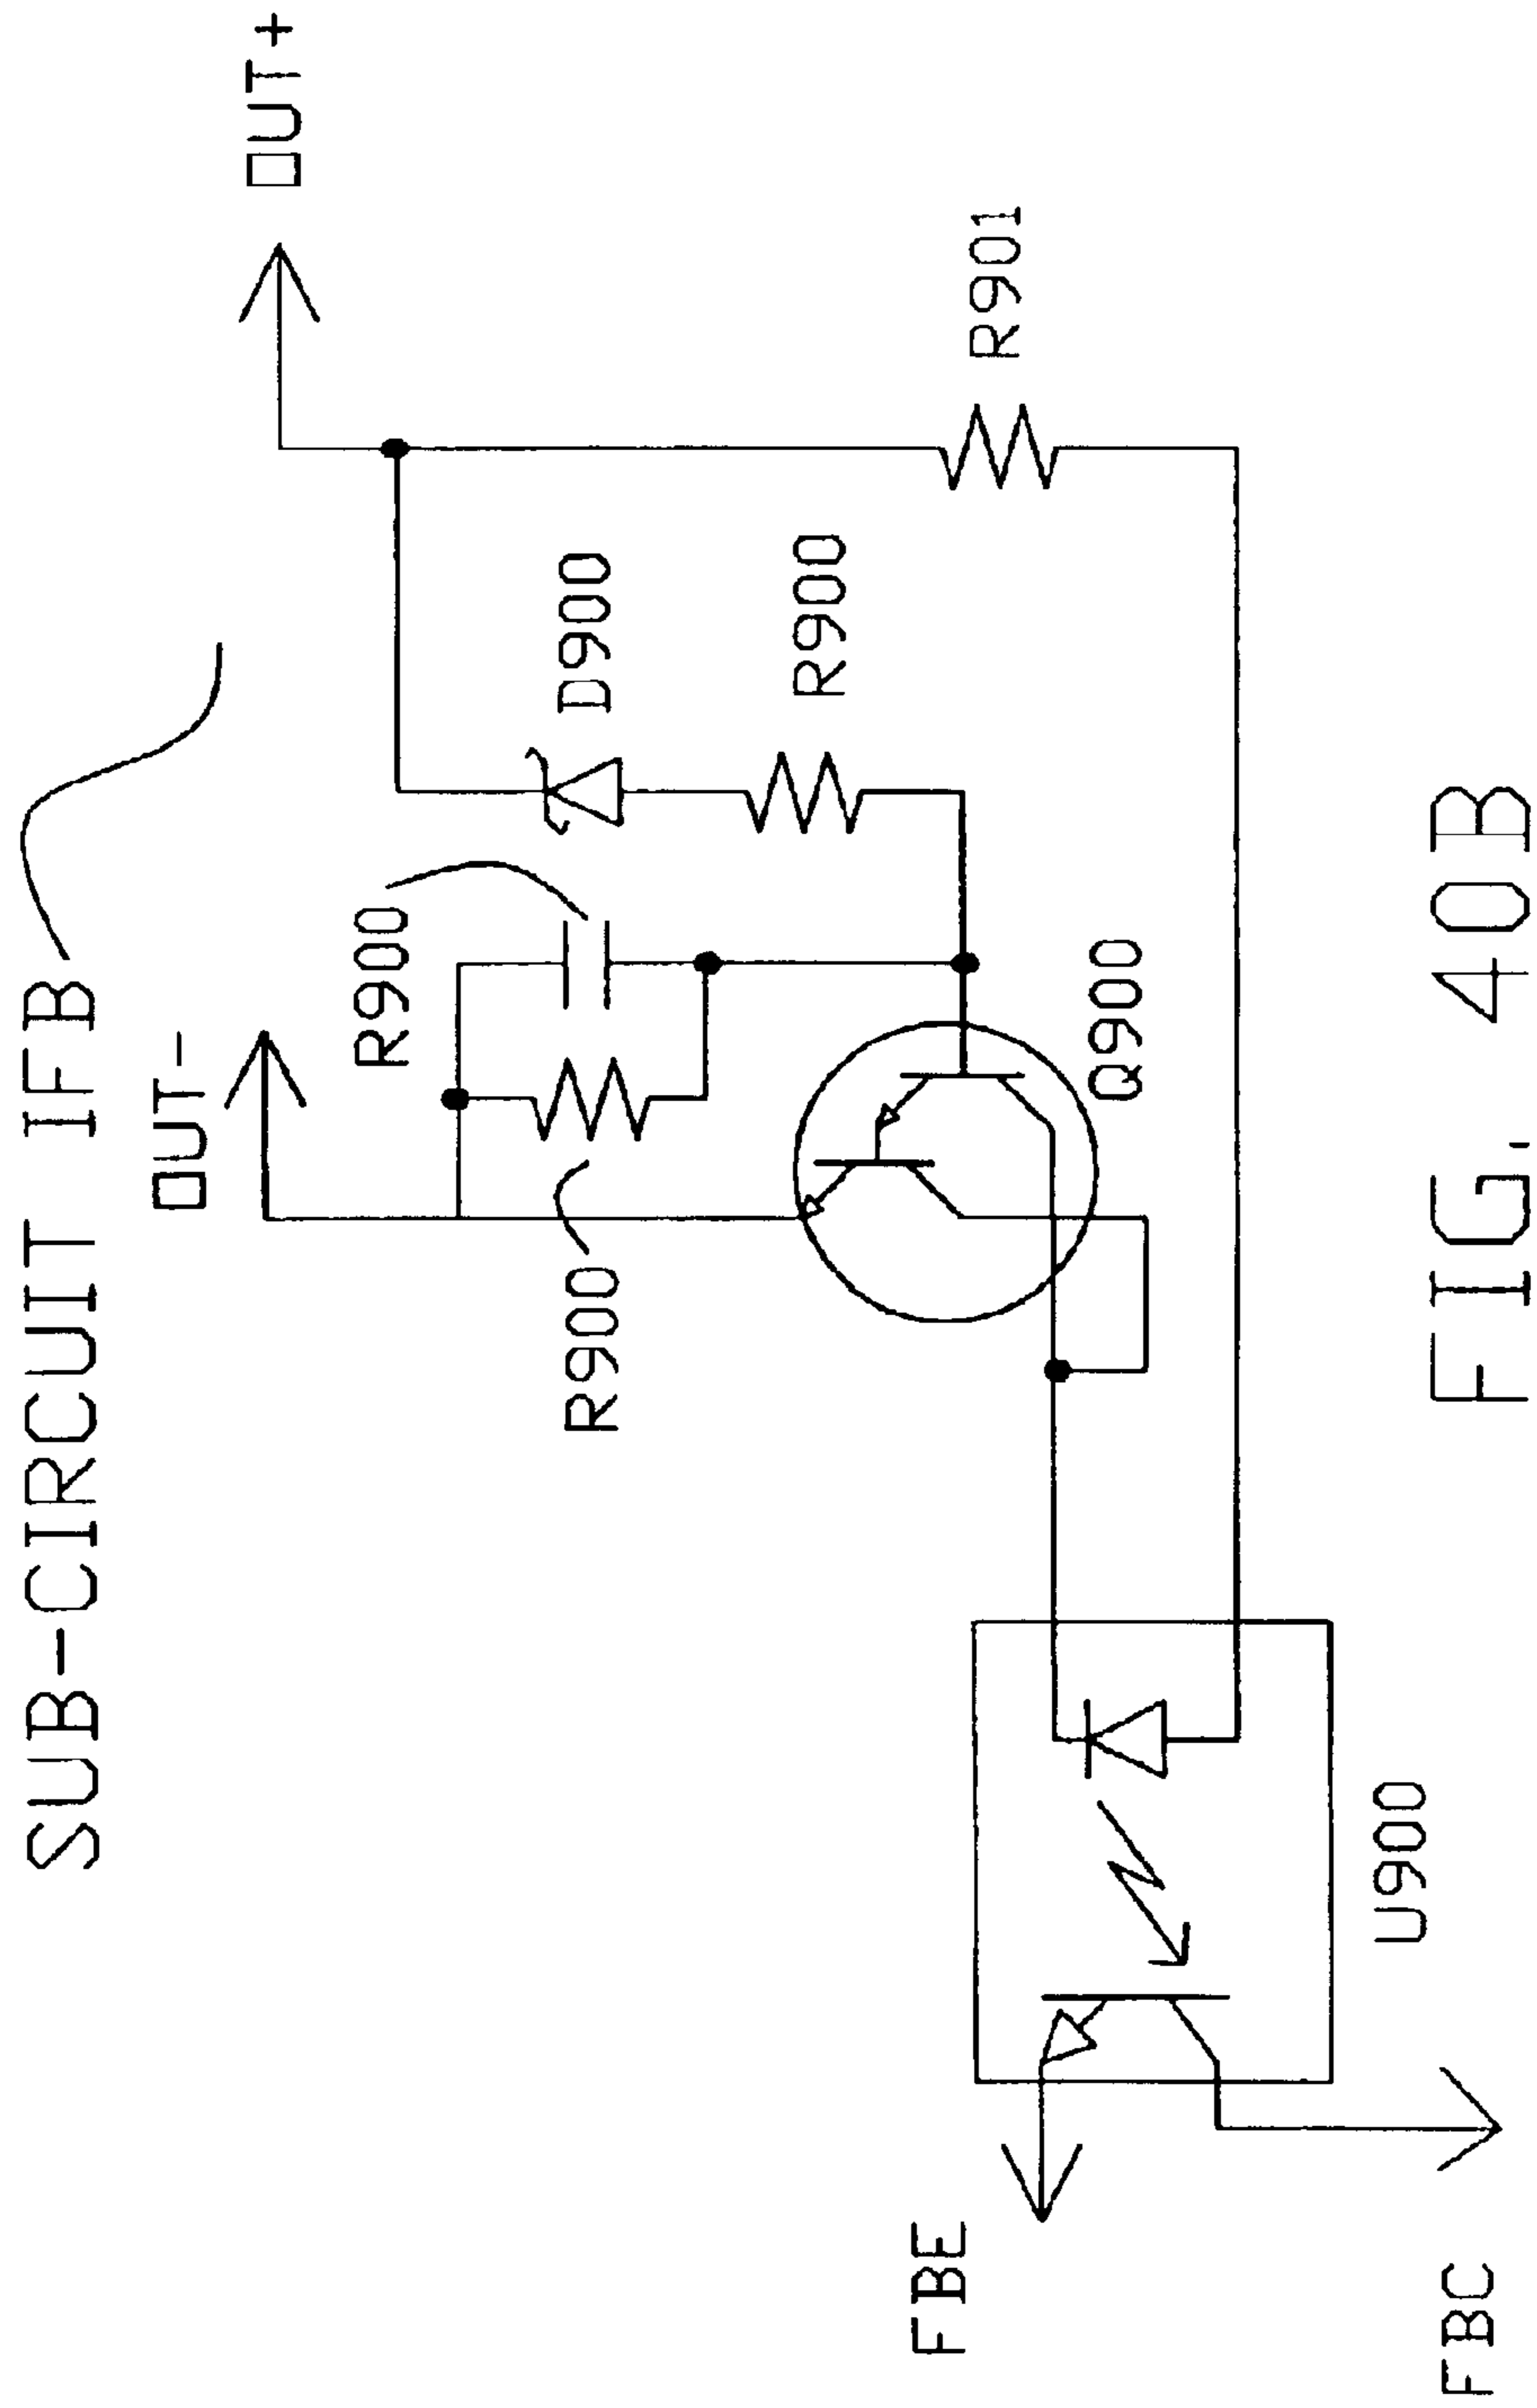 SUB-CIRCUIT IFB
OUT-
OUT+
R900
R900
D900
R900
R901
Q900
U900
FBE
FBC
FIG. 40B